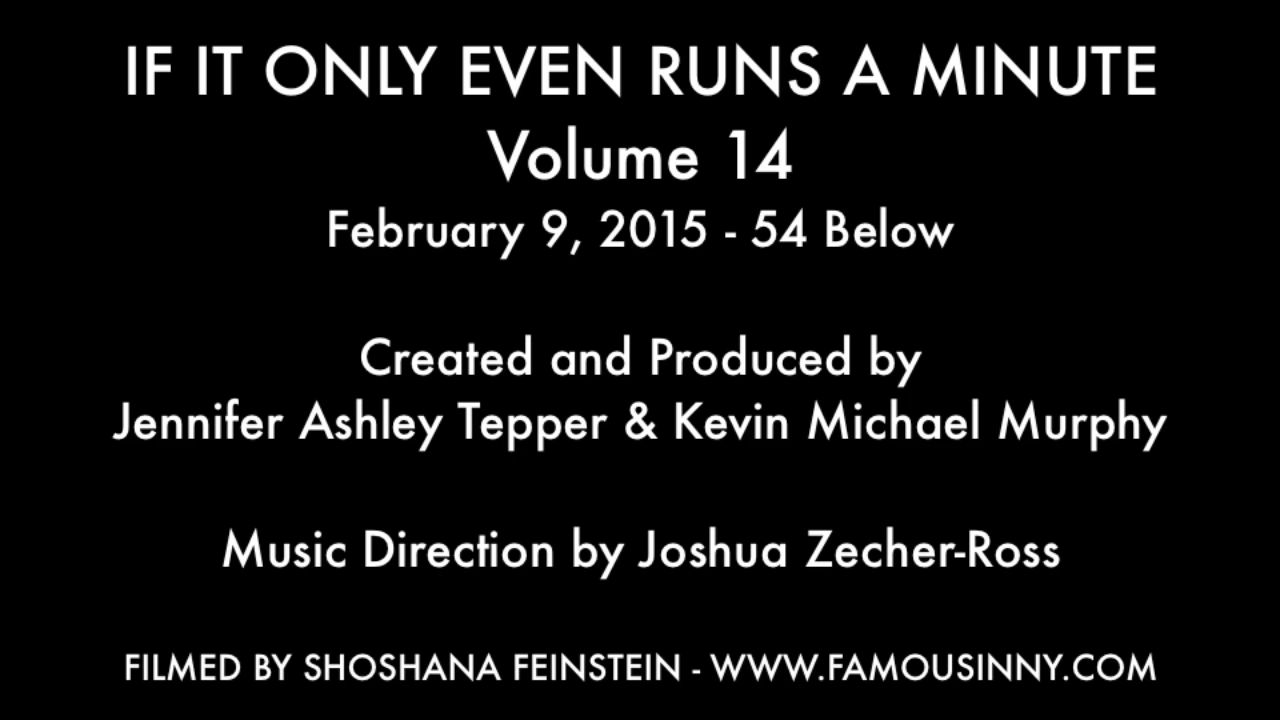 IF IT ONLY EVEN RUNS A MINUTE
Volume 14
February 9, 2015 - 54 Below
Created and Produced by
Jennifer Ashley Tepper & Kevin Michael Murphy
Music Direction by Joshua Zecher-Ross
FILMED BY SHOSHANA FEINSTEIN - WWW.FAMOUSINNY.COM